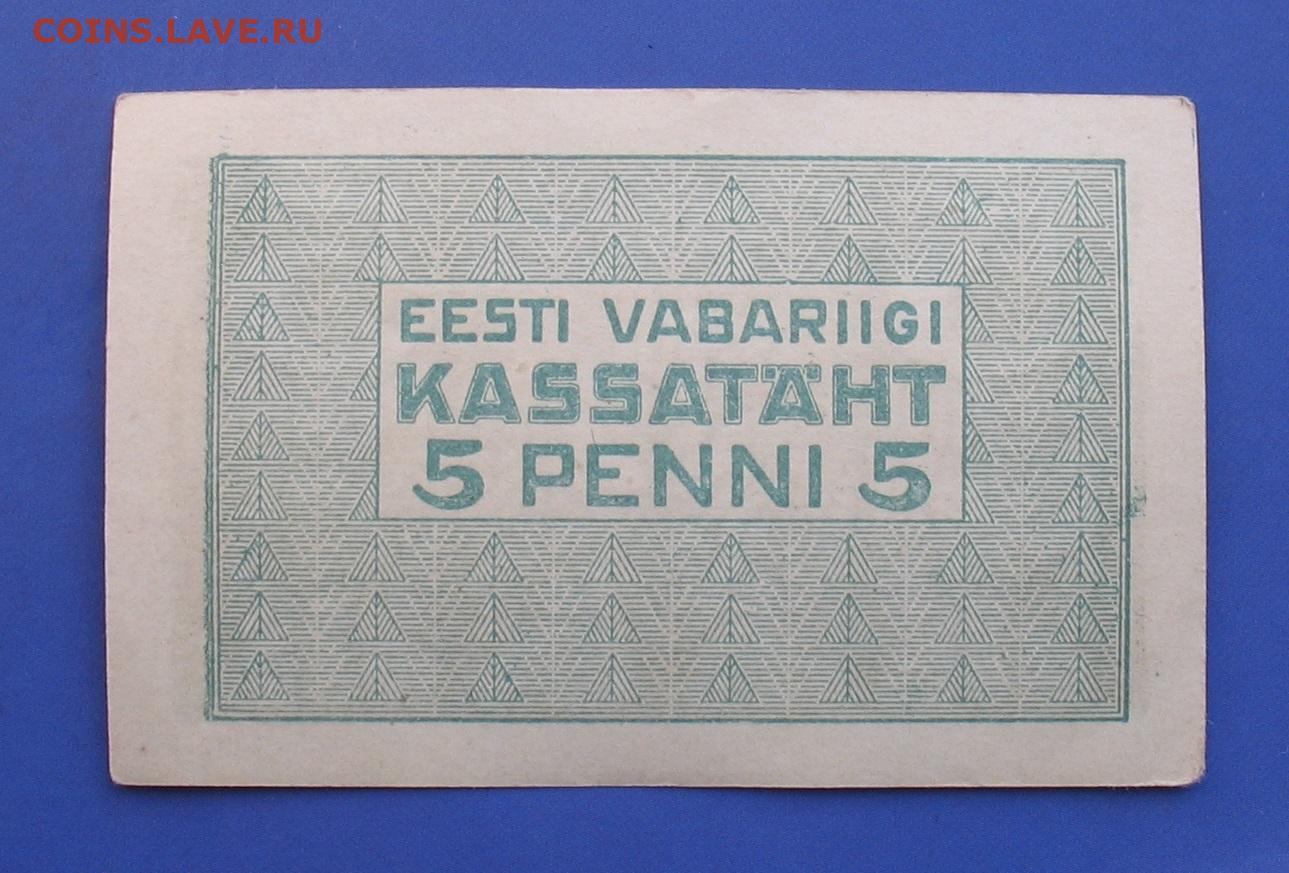 COINS.LAVE.RU
EESTI VABARIIGI
KASSATÄHT
5 PENNI 5